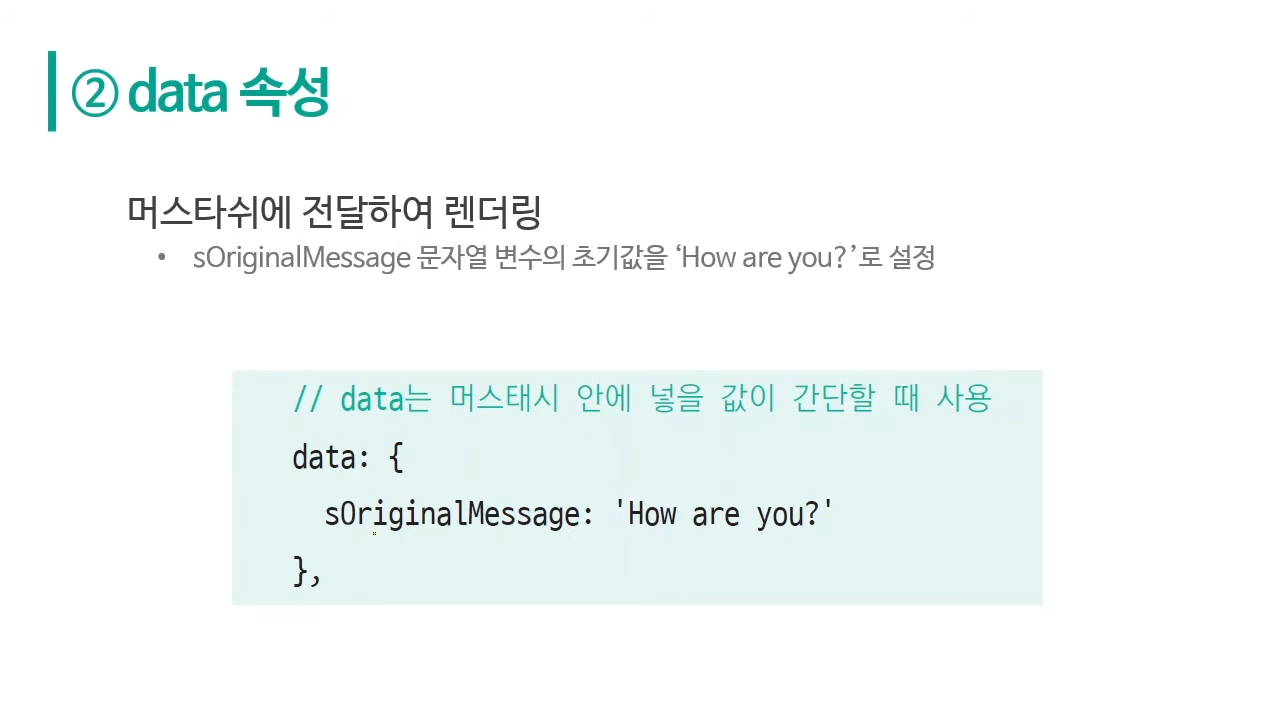 ② data 속성
머스타쉬에 전달하여 렌더링
• sOriginalMessage 문자열 변수의 초기값을 ‘How are you?’로 설정
// data는 머스태시 안에 넣을 값이 간단할 때 사용
data: {
sOriginalMessage: 'How are you?'
},